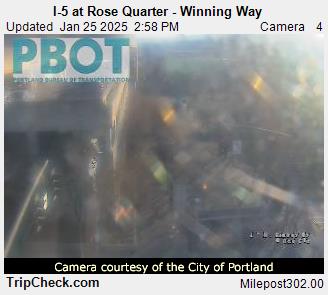 I-5 at Rose Quarter - Winning Way
Updated Jan 25 2025 2:58 PM Camera 4
PBOT
PORTLAND BUREAU OF TRANSPORTATION
Camera courtesy of the City of Portland
TripCheck.com Milepost302.00